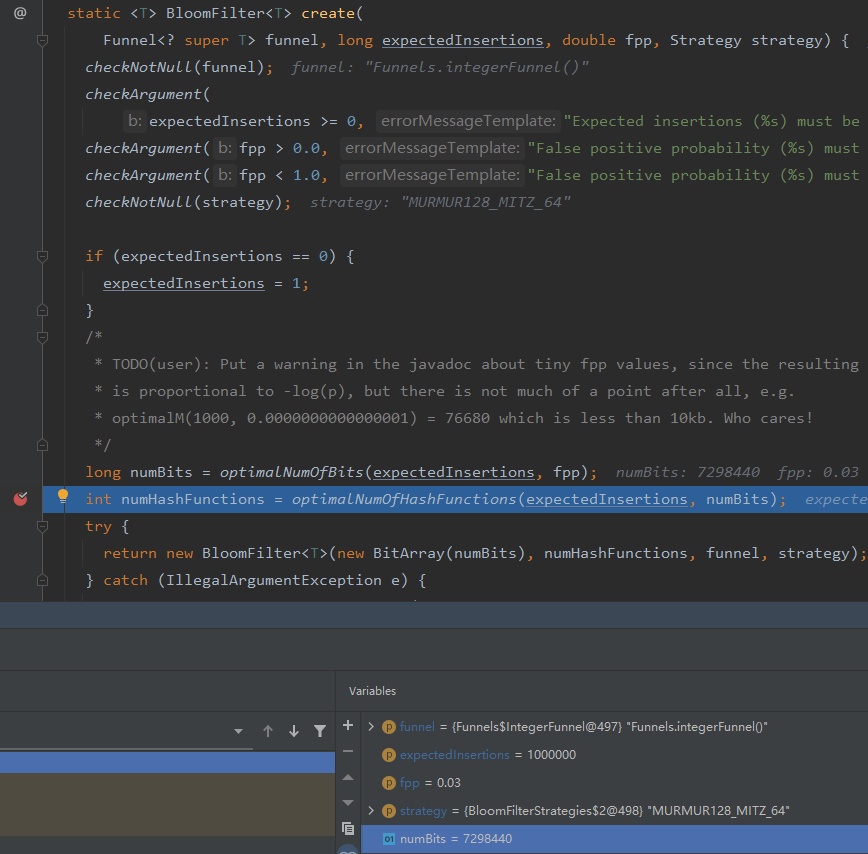 @ static <T> BloomFilter<T> create(
Funnel<? super T> funnel, long expectedInsertions, double fpp, Strategy strategy) {
checkNotNull(funnel); funnel: "Funnels.integerFunnel()"
checkArgument(
b: expectedInsertions >= 0, errorMessageTemplate: "Expected insertions (%s) must be
checkArgument( b: fpp > 0.0, errorMessageTemplate: "False positive probability (%s) must
checkArgument( b: fpp < 1.0, errorMessageTemplate: "False positive probability (%s) must
checkNotNull(strategy); strategy: "MURMUR128_MITZ_64"
if (expectedInsertions == 0) {
expectedInsertions = 1;
}
/*
* TODO(user): Put a warning in the javadoc about tiny fpp values, since the resulting
* is proportional to -log(p), but there is not much of a point after all, e.g.
* optimalM(1000, 0.0000000000000001) = 76680 which is less than 10kb. Who cares!
*/
long numBits = optimalNumOfBits(expectedInsertions, fpp); numBits: 7298440 fpp: 0.03
int numHashFunctions = optimalNumOfHashFunctions(expectedInsertions, numBits); expecte
try {
return new BloomFilter<T>(new BitArray(numBits), numHashFunctions, funnel, strategy);
} catch (IllegalArgumentException e) {
Variables
p funnel = {Funnels$IntegerFunnel@497} "Funnels.integerFunnel()"
p expectedInsertions = 1000000
p fpp = 0.03
p strategy = {BloomFilterStrategies$2@498} "MURMUR128_MITZ_64"
01 numBits = 7298440